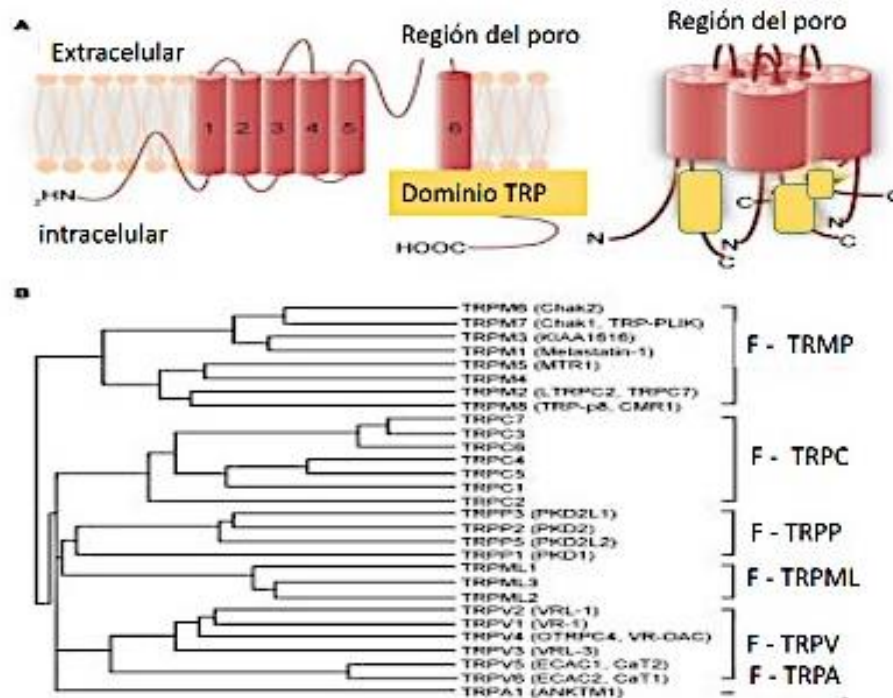 A
Extracelular
Región del poro
Región del poro
1 2 3 4 5 6
₂HN
Dominio TRP
intracelular
HOOC
N
C
N
C
N
C
C
B
TRPM6 (Chak2)
TRPM7 (Chak1, TRP-PLIK)
TRPM3 (KIAA1616)
TRPM1 (Metastatin-1)
TRPM5 (MTR1)
TRPM4
TRPM2 (LTRPC2, TRPC7)
TRPM8 (TRP-p8, CMR1)
F - TRMP
TRPC7
TRPC3
TRPC6
TRPC4
TRPC5
TRPC1
TRPC2
F - TRPC
TRPP3 (PKD2L1)
TRPP2 (PKD2)
TRPP5 (PKD2L2)
TRPP1 (PKD1)
F - TRPP
TRPML1
TRPML3
TRPML2
F - TRPML
TRPV2 (VRL-1)
TRPV1 (VR-1)
TRPV4 (OTRPC4, VR-OAC)
TRPV3 (VRL-3)
TRPV5 (ECAC1, CaT2)
TRPV6 (ECAC2, CaT1)
F - TRPV
F - TRPA
TRPA1 (ANKTM1)